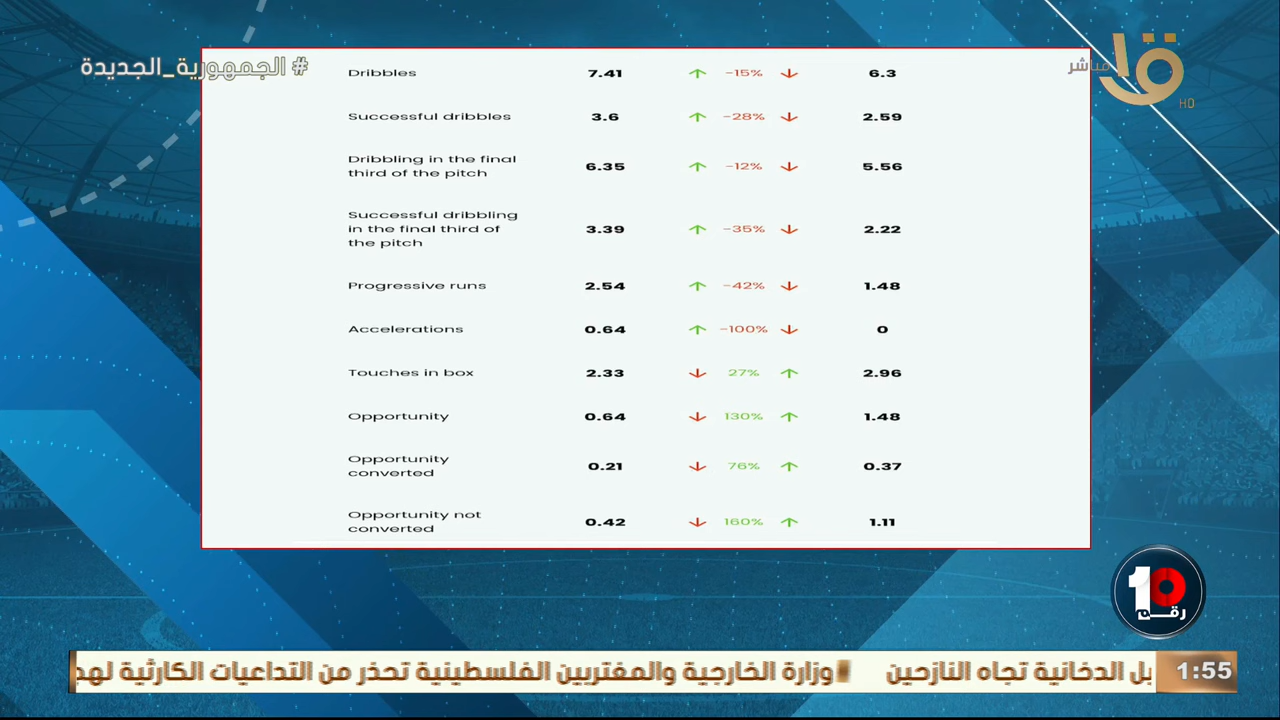 # الجمهورية_الجديدة
مباشر
HD
Dribbles 7.41 -15% 6.3
Successful dribbles 3.6 -28% 2.59
Dribbling in the final
third of the pitch 6.35 -12% 5.56
Successful dribbling
in the final third of 3.39 -35% 2.22
the pitch
Progressive runs 2.54 -42% 1.48
Accelerations 0.64 -100% 0
Touches in box 2.33 27% 2.96
Opportunity 0.64 130% 1.48
Opportunity
converted 0.21 76% 0.37
Opportunity not
converted 0.42 160% 1.11
10
رقم
بل الدخانية تجاه النازحين وزارة الخارجية والمغتربين الفلسطينية تحذر من التداعيات الكارثية لهد
1:55